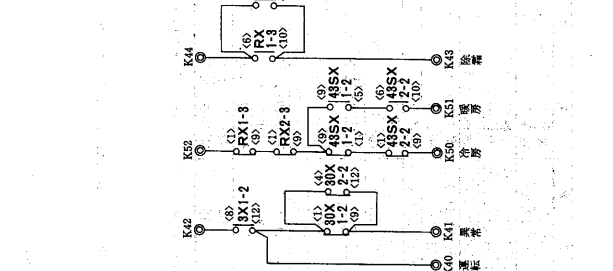 K44
<6>
RX
1-3
<10>
K43
除霜
<9>
43SX
1-2
<5>
<6>
43SX
2-2
<10>
K51
暖房
K52
<1>
RX1-3
<9>
<1>
RX2-3
<9>
<9>
43SX
1-2
<1>
<1>
43SX
2-2
<9>
K50
冷房
<4>
30X
2-2
<12>
K42
<8>
3X1-2
<12>
<1>
30X
1-2
<9>
K41
異常
K40
運転